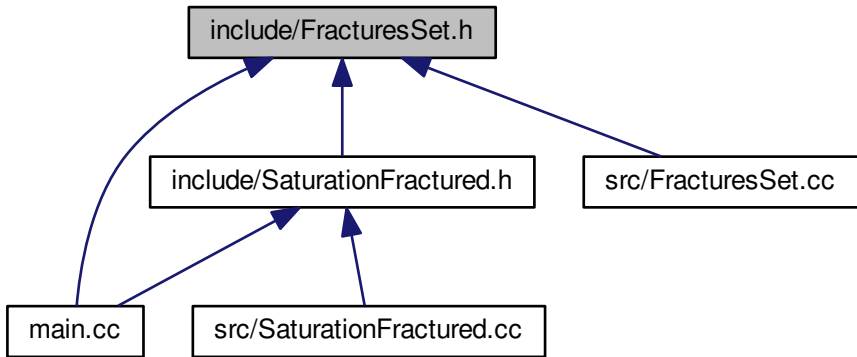 include/FracturesSet.h
include/SaturationFractured.h
src/FracturesSet.cc
main.cc
src/SaturationFractured.cc